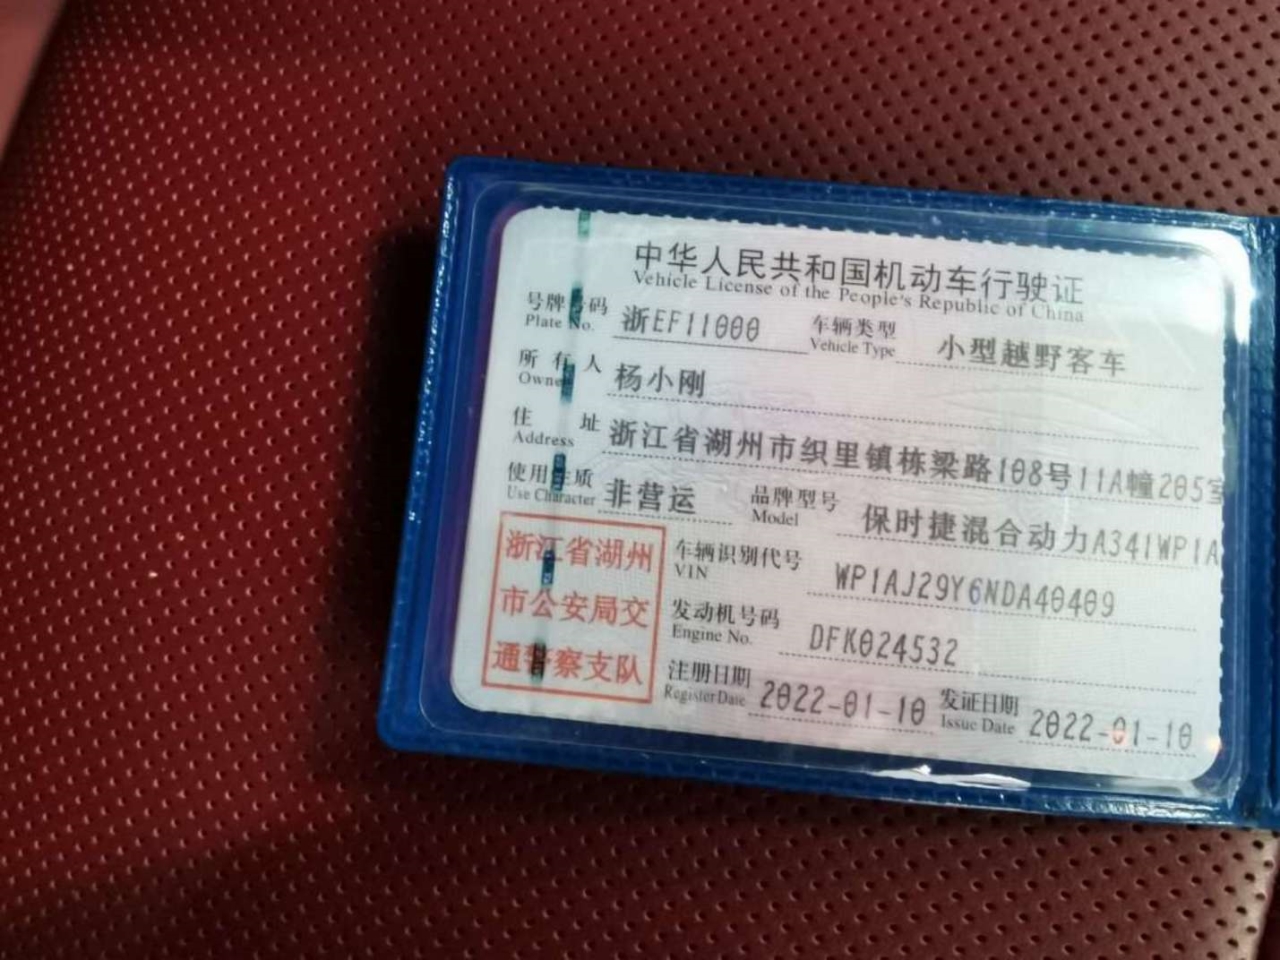 中华人民共和国机动车行驶证
Vehicle License of the People's Republic of China
号牌号码 浙EF11000 车辆类型 小型越野客车
Plate No. Vehicle Type
所有人 杨小刚
Owner
住址 浙江省湖州市织里镇栋梁路108号11A幢205室
Address
使用性质 非营运 品牌型号 保时捷混合动力A341WP1A
Use Character Model
浙江省湖州
市公安局交
通警察支队
车辆识别代号 WP1AJ29Y6NDA40409
VIN
发动机号码 DFK024532
Engine No.
注册日期 2022-01-10 发证日期 2022-01-10
Register Date Issue Date